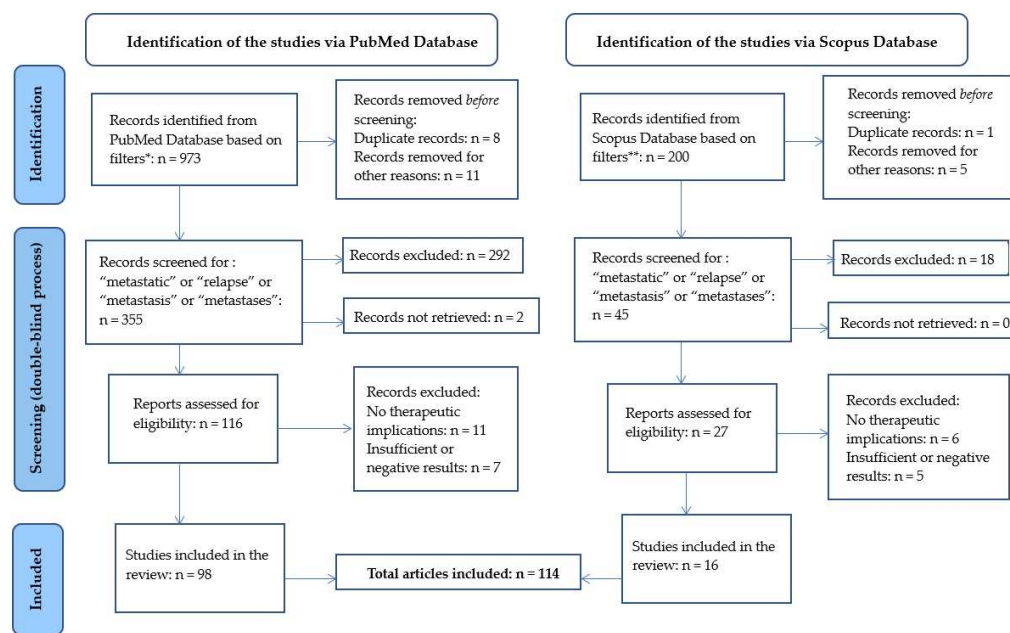 Identification of the studies via PubMed Database
Identification of the studies via Scopus Database
Identification
Records identified from
PubMed Database based on
filters*: n = 973
Records removed before
screening:
Duplicate records: n = 8
Records removed for
other reasons: n = 11
Records identified from
Scopus Database based on
filters**: n = 200
Records removed before
screening:
Duplicate records: n = 1
Records removed for
other reasons: n = 5
Screening (double-blind process)
Records screened for :
“metastatic” or “relapse” or
“metastasis” or “metastases”:
n = 355
Records excluded: n = 292
Records not retrieved: n = 2
Records screened for :
“metastatic” or “relapse” or
“metastasis” or “metastases”:
n = 45
Records excluded: n = 18
Records not retrieved: n = 0
Reports assessed for
eligibility: n = 116
Records excluded:
No therapeutic
implications: n = 11
Insufficient or
negative results: n = 7
Reports assessed for
eligibility: n = 27
Records excluded:
No therapeutic
implications: n = 6
Insufficient or negative
results: n = 5
Included
Studies included in the
review: n = 98
Total articles included: n = 114
Studies included in the
review: n = 16